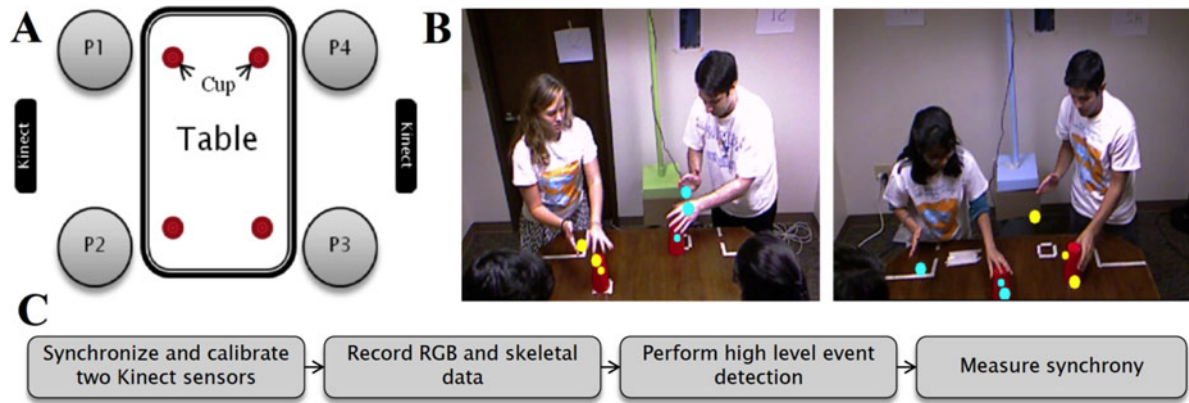 A
P1
P4
Cup
Table
Kinect
Kinect
P2
P3
B
C
Synchronize and calibrate
two Kinect sensors
Record RGB and skeletal
data
Perform high level event
detection
Measure synchrony